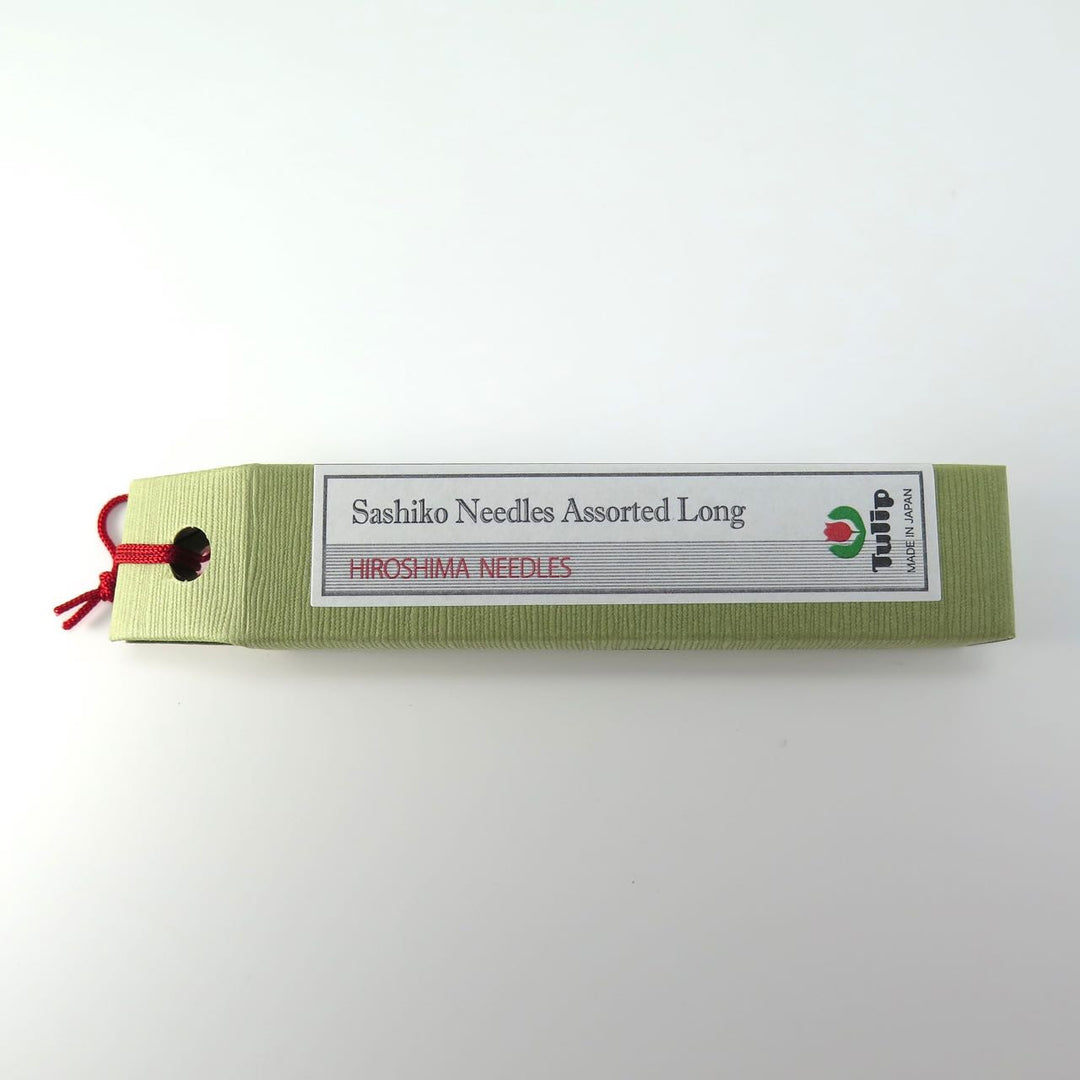 Sashiko Needles Assorted Long
HIROSHIMA NEEDLES
Tulip
MADE IN JAPAN